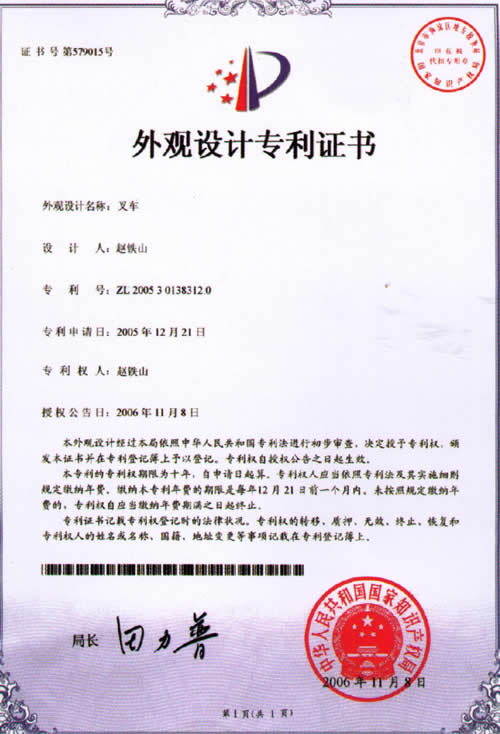 证书号第579015号
印花税
代扣专用章
国家知识产权局
外观设计专利证书
外观设计名称：叉车
设计人：赵铁山
专利号：ZL 2005 3 0138312.0
专利申请日：2005年12月21日
专利权人：赵铁山
授权公告日：2006年11月8日
本外观设计经过本局依照中华人民共和国专利法进行初步审查，决定授予专利权，颁
发本证书并在专利登记簿上予以登记。专利权自授权公告之日起生效。
本专利的专利权期限为十年，自申请日起算。专利权人应当依照专利法及其实施细则
规定缴纳年费。缴纳本专利年费的期限是每年12月21日前一个月内。未按照规定缴纳年
费的，专利权自应当缴纳年费期满之日起终止。
专利证书记载专利权登记时的法律状况。专利权的转移、质押、无效、终止、恢复和
专利权人的姓名或名称、国籍、地址变更等事项记载在专利登记簿上。
局长 田力普
中华人民共和国国家知识产权局
2006年11月8日
第1页(共1页)